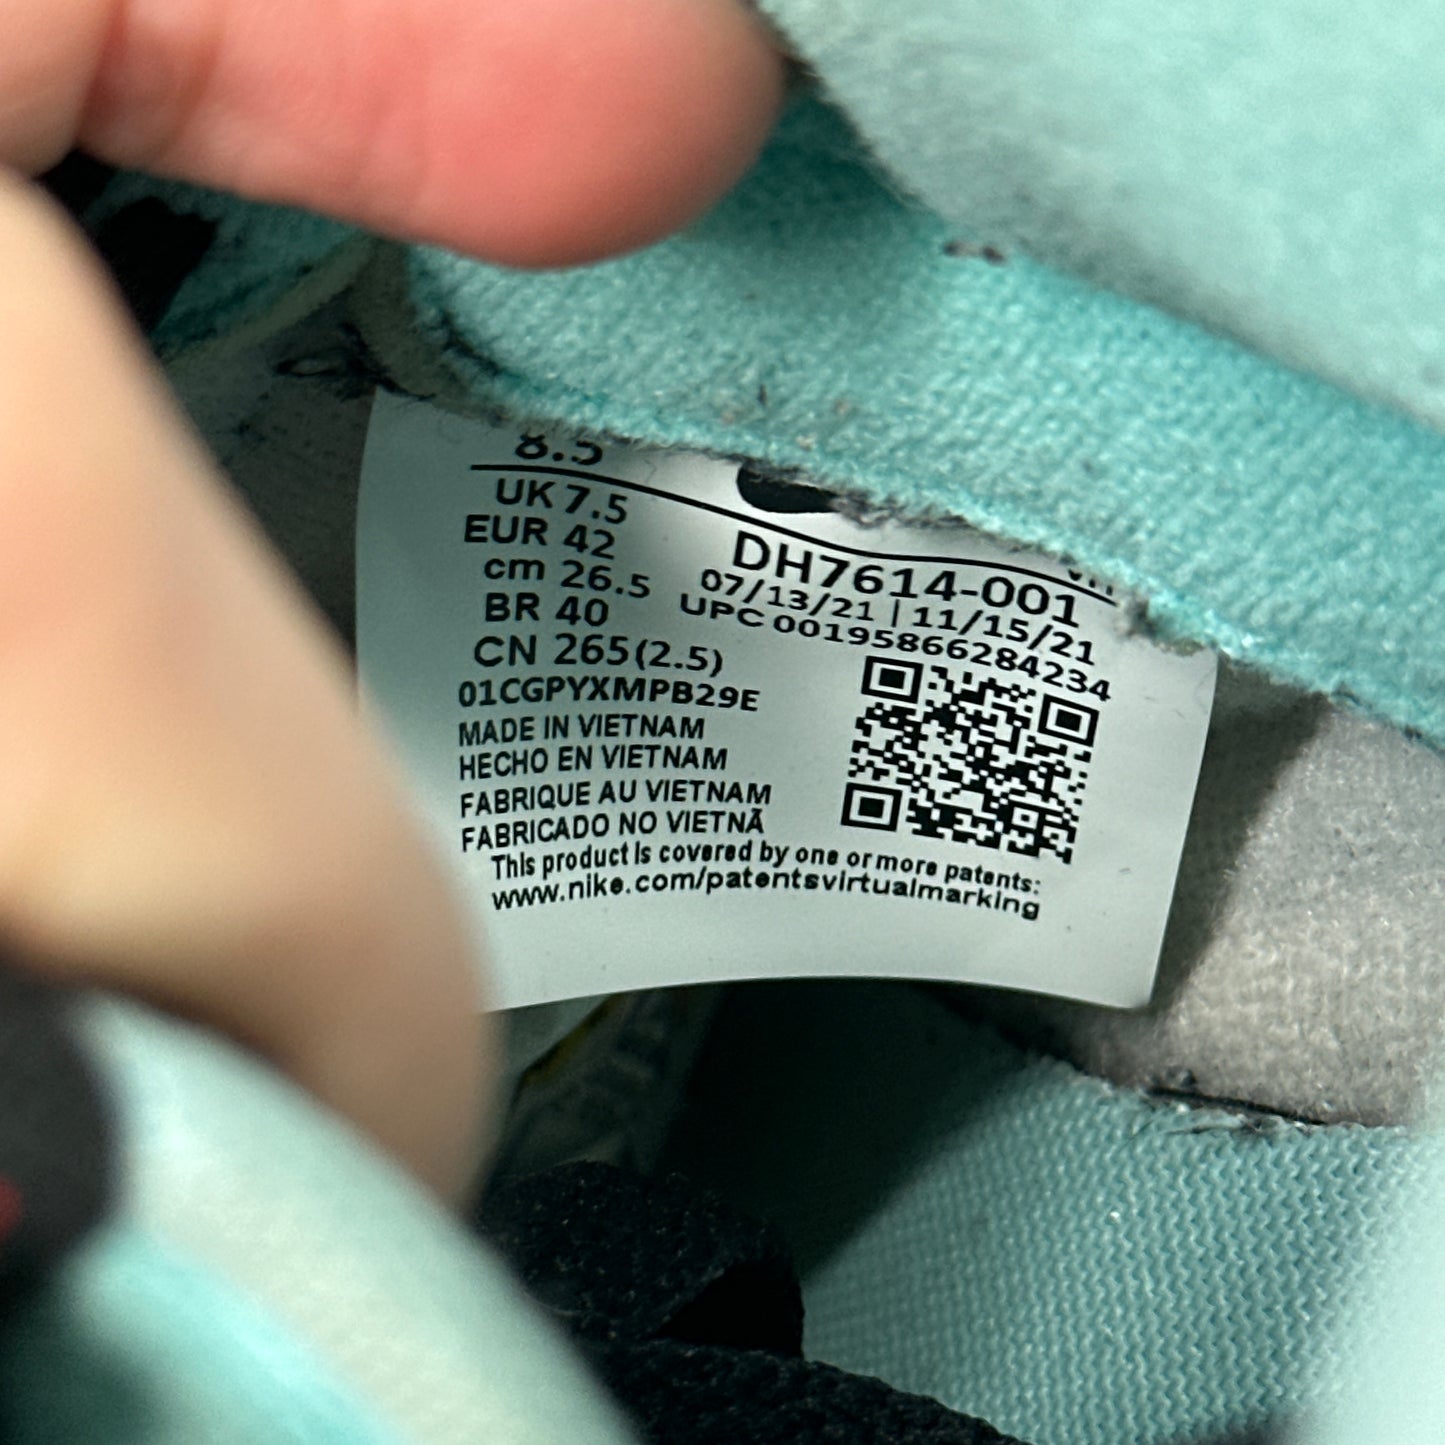 8.5
UK 7.5
EUR 42
cm 26.5
BR 40
CN 265(2.5)
01CGPYXMPB29E
MADE IN VIETNAM
HECHO EN VIETNAM
FABRIQUE AU VIETNAM
FABRICADO NO VIETNÃ
This product is covered by one or more patents:
www.nike.com/patentsvirtualmarking
DH7614-001
07/13/21 | 11/15/21
UPC 00195866284234